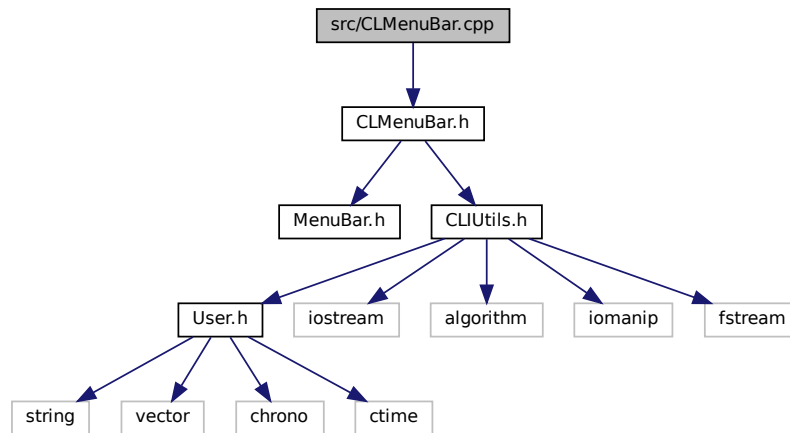 src/CLMenuBar.cpp
CLMenuBar.h
MenuBar.h
CLIUtils.h
User.h
iostream
algorithm
iomanip
fstream
string
vector
chrono
ctime